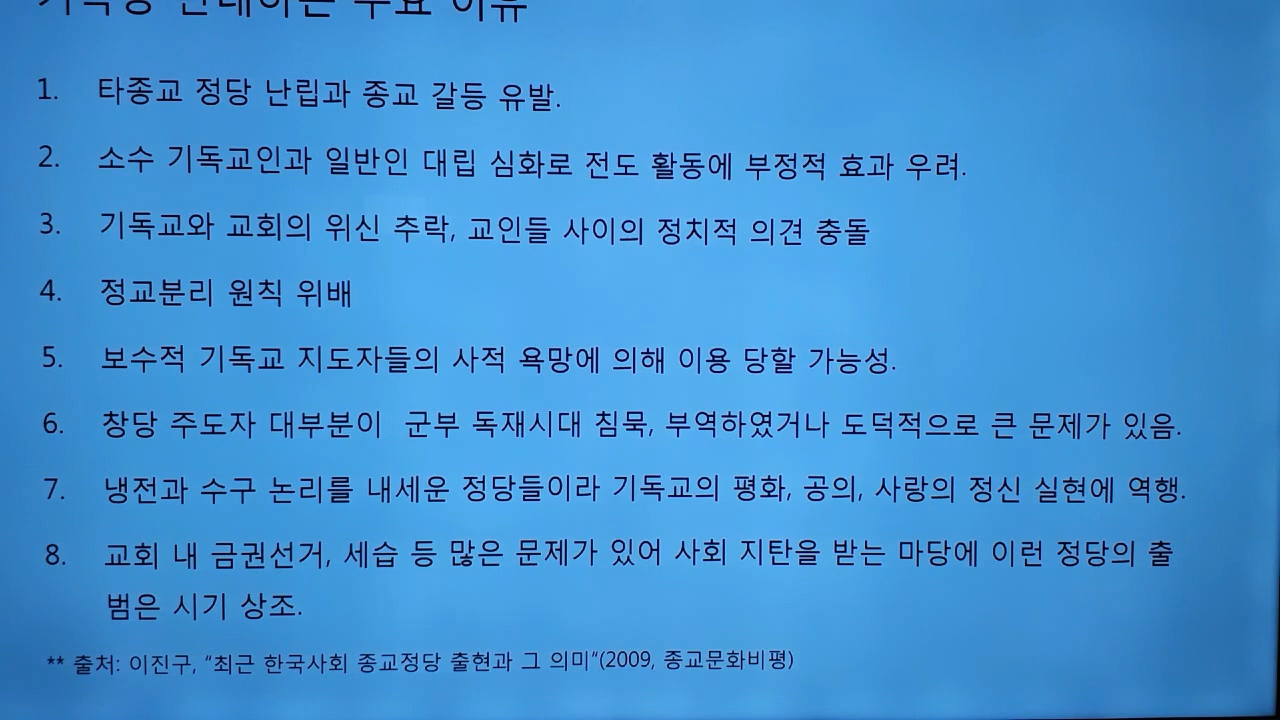 기독당 반대하는 주요 이유
1. 타종교 정당 난립과 종교 갈등 유발.
2. 소수 기독교인과 일반인 대립 심화로 전도 활동에 부정적 효과 우려.
3. 기독교와 교회의 위신 추락, 교인들 사이의 정치적 의견 충돌
4. 정교분리 원칙 위배
5. 보수적 기독교 지도자들의 사적 욕망에 의해 이용 당할 가능성.
6. 창당 주도자 대부분이 군부 독재시대 침묵, 부역하였거나 도덕적으로 큰 문제가 있음.
7. 냉전과 수구 논리를 내세운 정당들이라 기독교의 평화, 공의, 사랑의 정신 실현에 역행.
8. 교회 내 금권선거, 세습 등 많은 문제가 있어 사회 지탄을 받는 마당에 이런 정당의 출
범은 시기 상조.
** 출처: 이진구, "최근 한국사회 종교정당 출현과 그 의미"(2009, 종교문화비평)